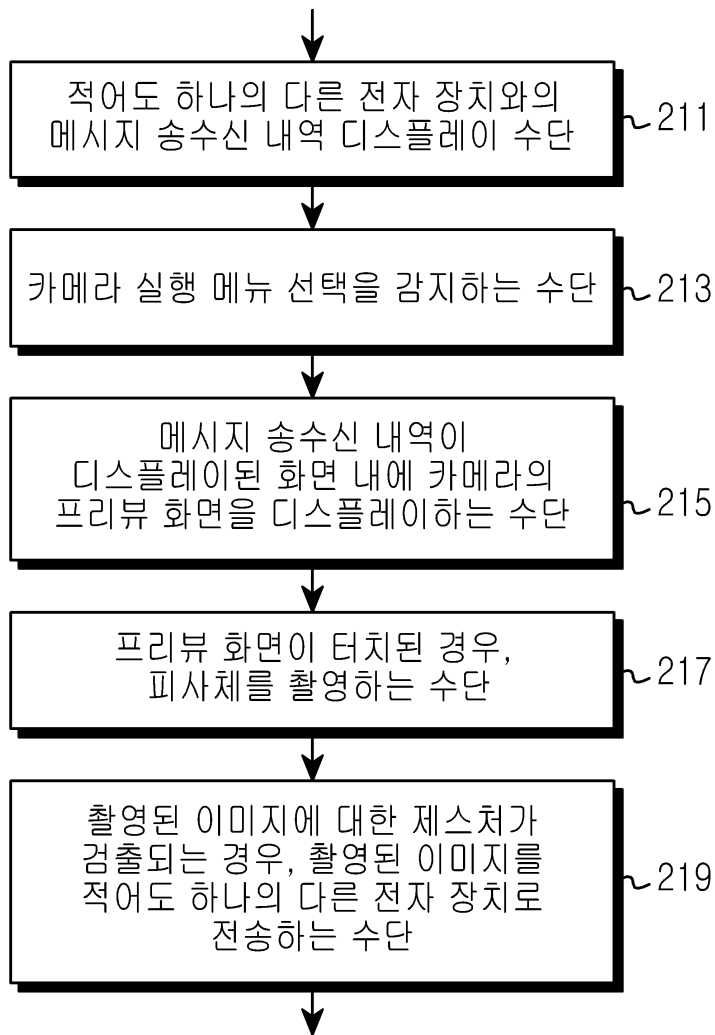 적어도 하나의 다른 전자 장치와의
메시지 송수신 내역 디스플레이 수단
211
카메라 실행 메뉴 선택을 감지하는 수단
213
메시지 송수신 내역이
디스플레이된 화면 내에 카메라의
프리뷰 화면을 디스플레이하는 수단
215
프리뷰 화면이 터치된 경우,
피사체를 촬영하는 수단
217
촬영된 이미지에 대한 제스처가
검출되는 경우, 촬영된 이미지를
적어도 하나의 다른 전자 장치로
전송하는 수단
219